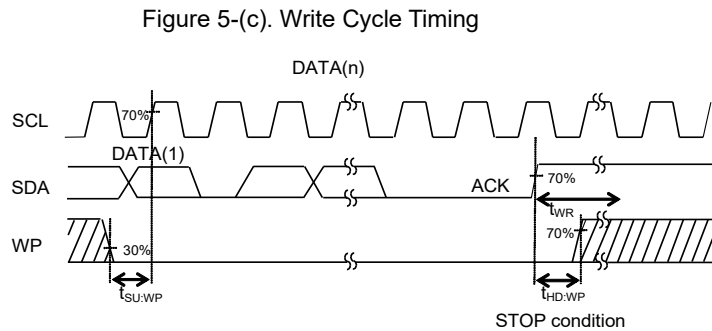 Figure 5-(c). Write Cycle Timing
DATA(n)
SCL
70%
DATA(1)
SDA
ACK
70%
tWR
WP
30%
70%
tSU:WP
tHD:WP
STOP condition